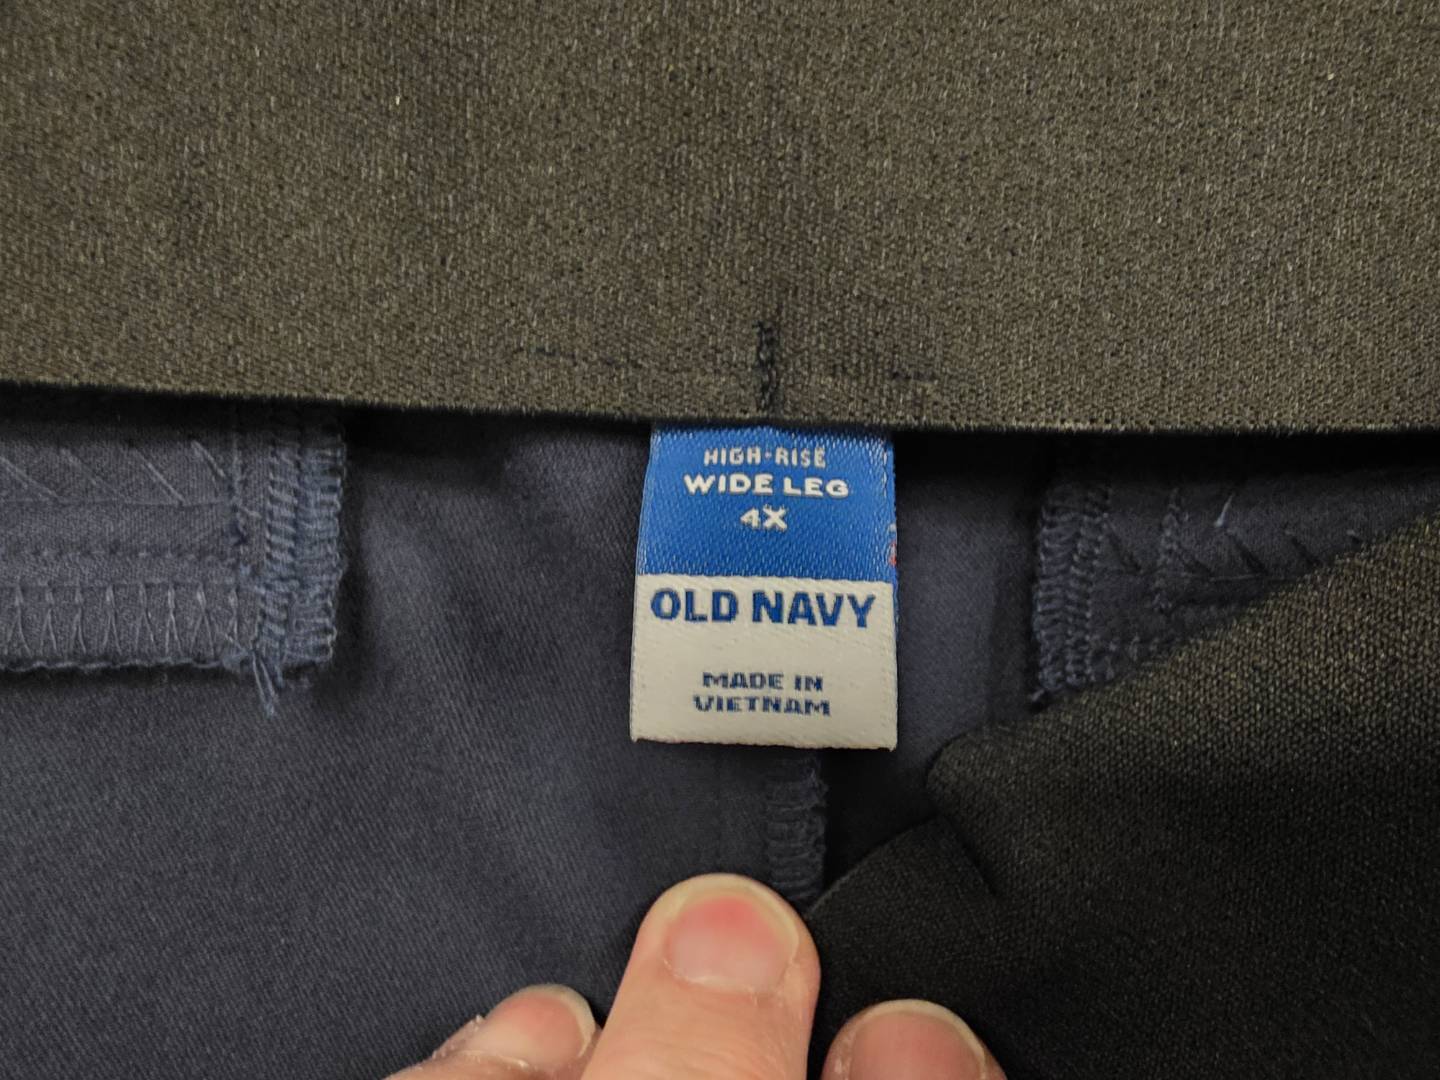 HIGH-RISE
WIDE LEG
4X
OLD NAVY
MADE IN
VIETNAM